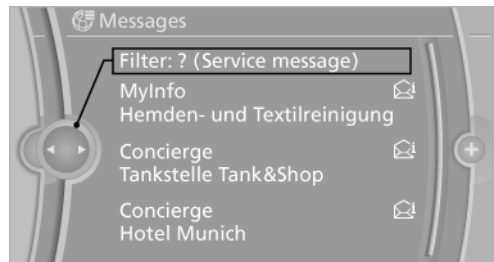 Messages
Filter: ? (Service message)
MyInfo
Hemden- und Textilreinigung
Concierge
Tankstelle Tank&Shop
Concierge
Hotel Munich